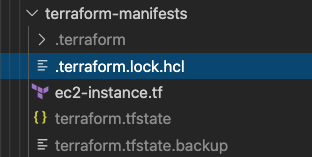 terraform-manifests
.terraform
.terraform.lock.hcl
ec2-instance.tf
terraform.tfstate
terraform.tfstate.backup